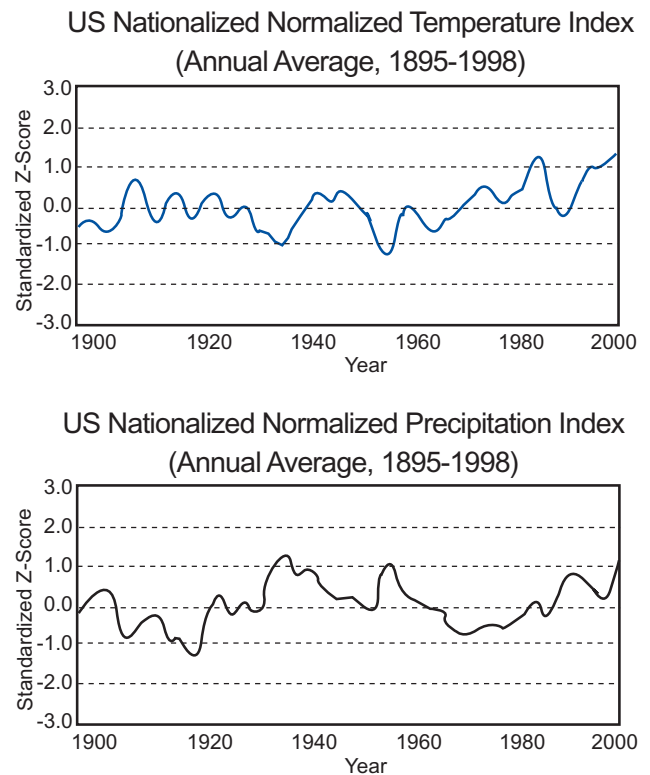 US Nationalized Normalized Temperature Index
(Annual Average, 1895-1998)
Standardized Z-Score
3.0
2.0
1.0
0.0
-1.0
-2.0
-3.0
1900 1920 1940 1960 1980 2000
Year
US Nationalized Normalized Precipitation Index
(Annual Average, 1895-1998)
Standardized Z-Score
3.0
2.0
1.0
0.0
-1.0
-2.0
-3.0
1900 1920 1940 1960 1980 2000
Year